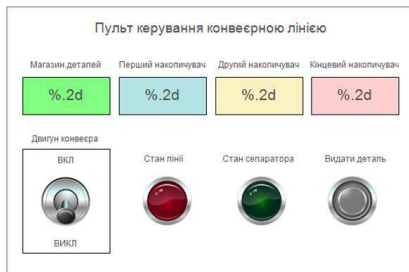 Пульт керування конвеєрною лінією
Магазин деталей Перший накопичувач Другий накопичувач Кінцевий накопичувач
%.2d %.2d %.2d %.2d
Двигун конвеєра
ВКЛ Стан лінії Стан сепаратора Видати деталь
ВИКЛ